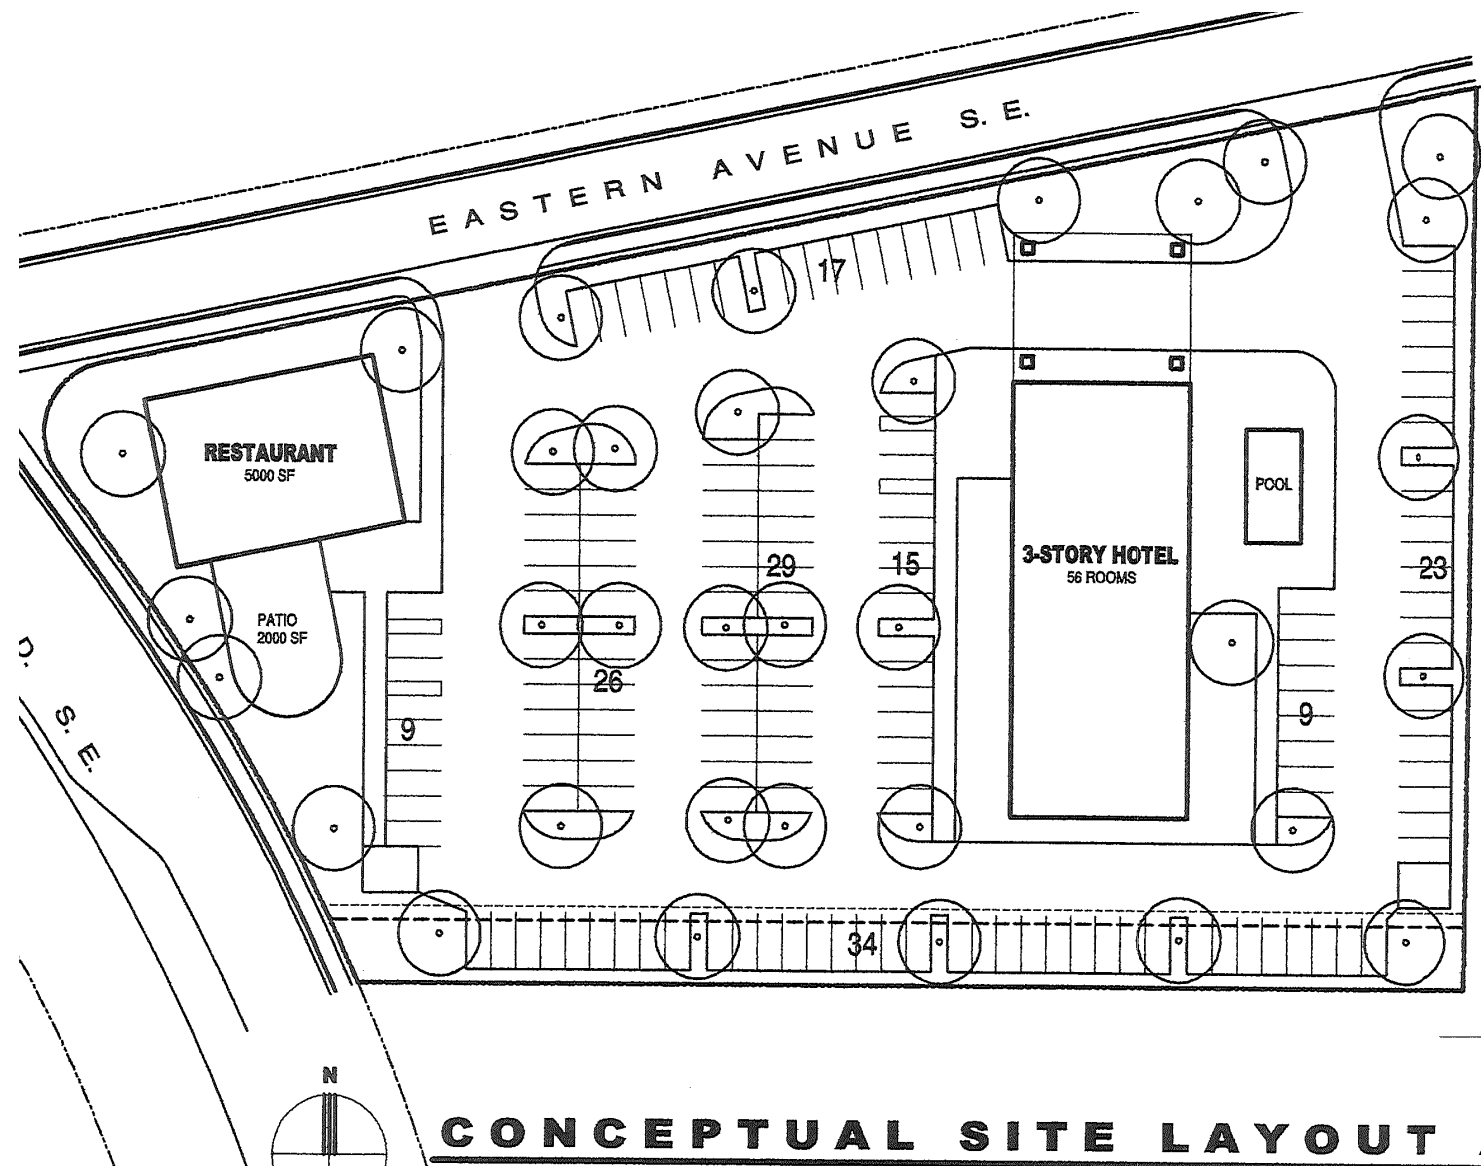 EASTERN AVENUE S.E.
17
RESTAURANT
5000 SF
POOL
3-STORY HOTEL
56 ROOMS
29
15
23
PATIO
2000 SF
26
9
9
S. E.
34
N
CONCEPTUAL SITE LAYOUT